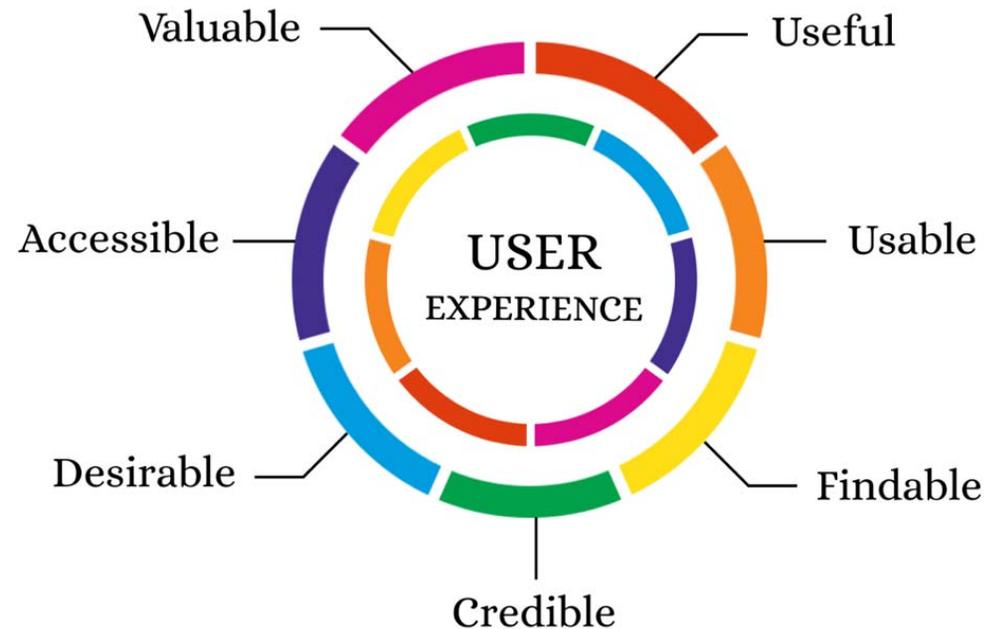 Valuable
Useful
Accessible
USER
EXPERIENCE
Usable
Desirable
Findable
Credible